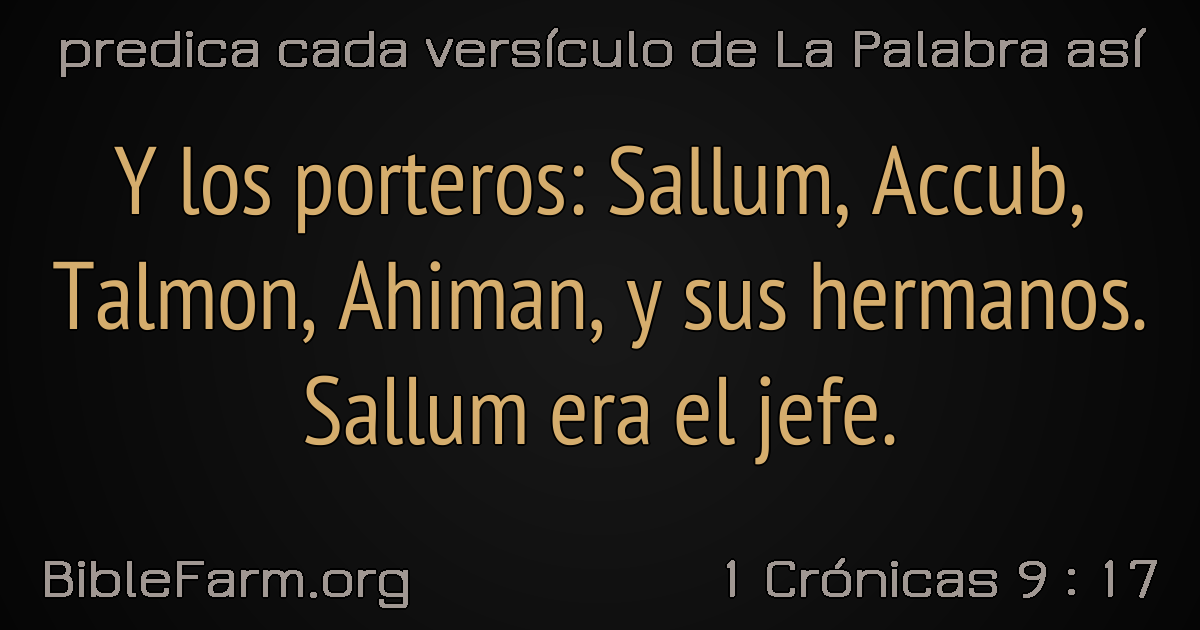 predica cada versículo de La Palabra así
Y los porteros: Sallum, Accub,
Talmon, Ahiman, y sus hermanos.
Sallum era el jefe.
BibleFarm.org
1 Crónicas 9 : 17